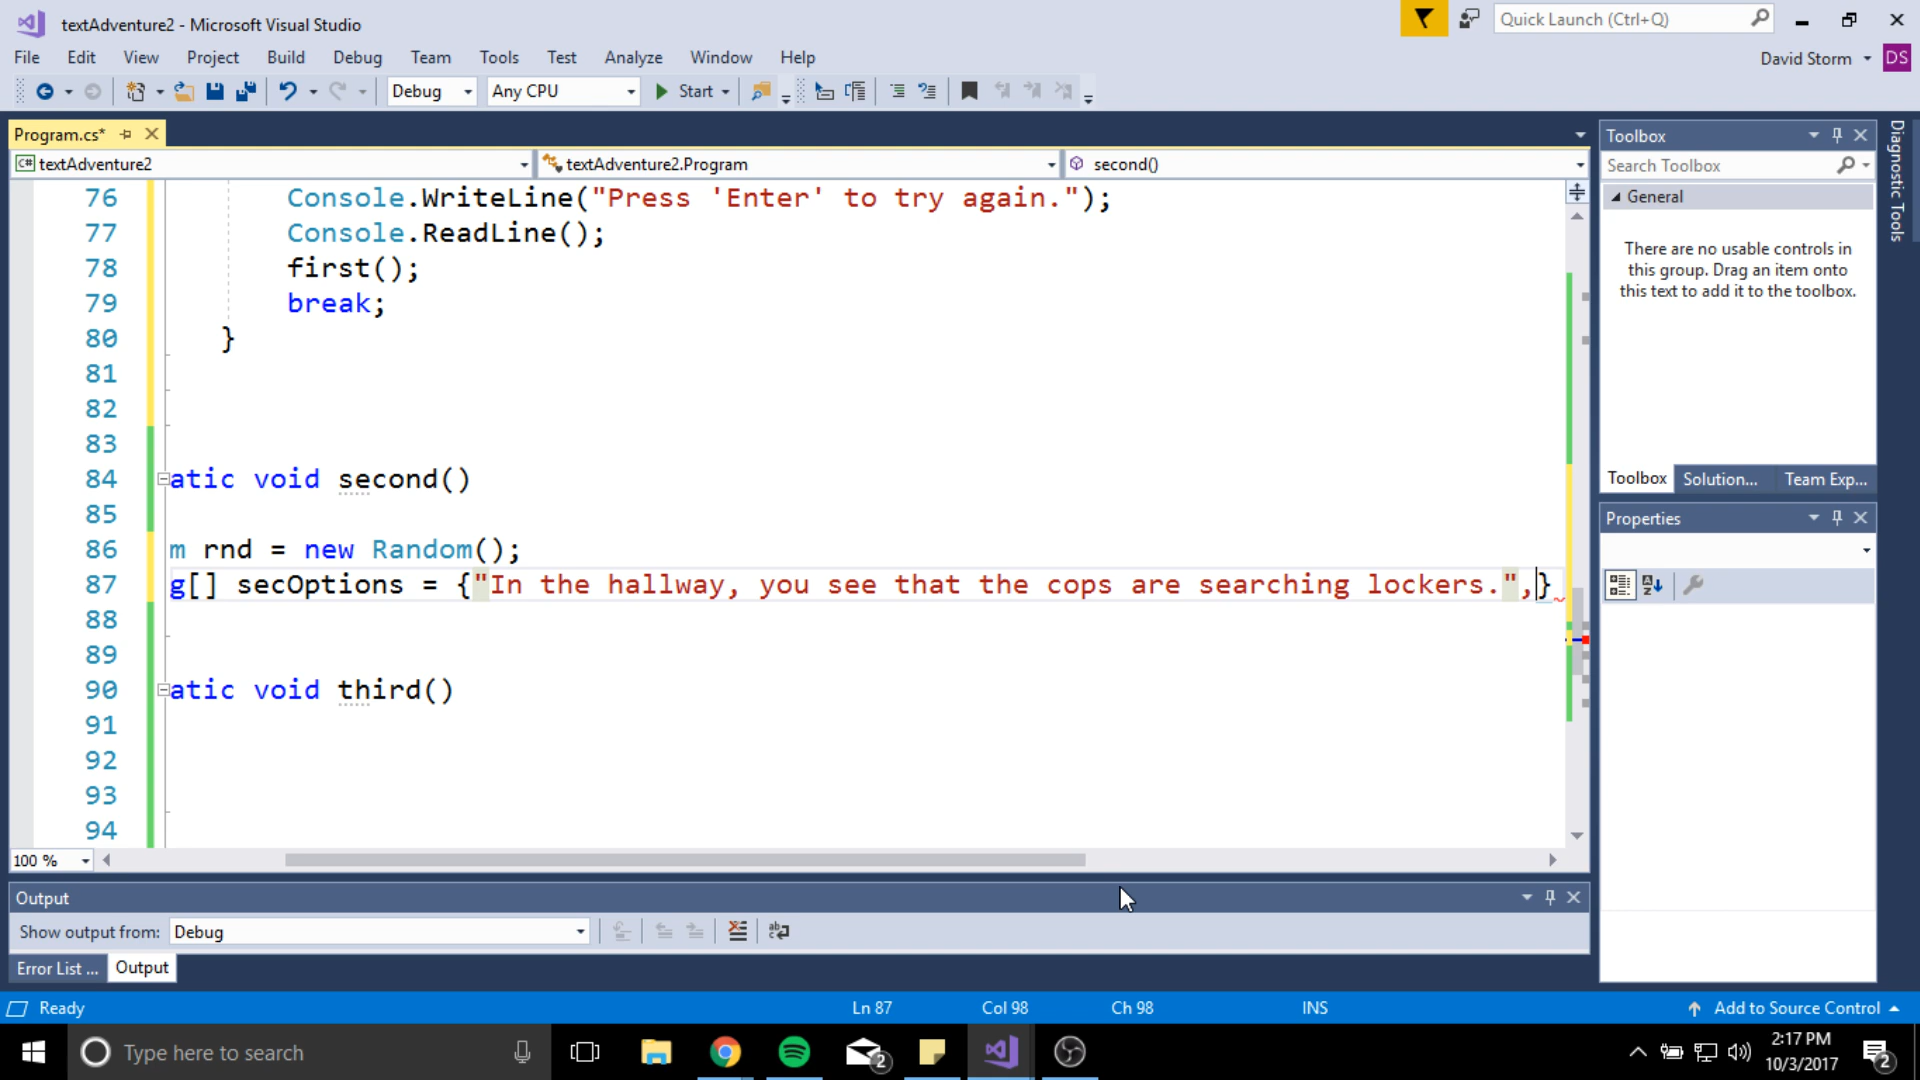 textAdventure2 - Microsoft Visual Studio
Quick Launch (Ctrl+Q)
File Edit View Project Build Debug Team Tools Test Analyze Window Help
David Storm DS
Debug Any CPU Start
Program.cs*
C# textAdventure2 textAdventure2.Program second()
76 Console.WriteLine("Press 'Enter' to try again.");
77 Console.ReadLine();
78 first();
79 break;
80 }
81
82
83
84 atic void second()
85
86 m rnd = new Random();
87 g[] secOptions = {"In the hallway, you see that the cops are searching lockers.",}
88
89
90 atic void third()
91
92
93
94
100 %
Toolbox
Search Toolbox
General
There are no usable controls in
this group. Drag an item onto
this text to add it to the toolbox.
Toolbox Solution... Team Exp...
Properties
Diagnostic Tools
Output
Show output from: Debug
Error List ... Output
Ready Ln 87 Col 98 Ch 98 INS Add to Source Control
Type here to search
2
2:17 PM
10/3/2017
2